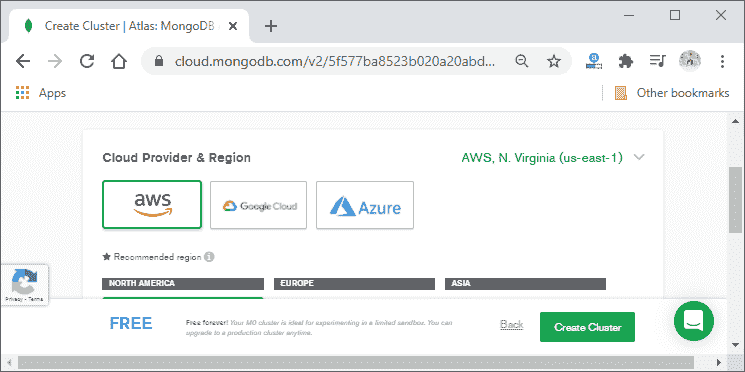 Create Cluster | Atlas: MongoDB
cloud.mongodb.com/v2/5f577ba8523b020a20abd...
Apps
Other bookmarks
Cloud Provider & Region
AWS, N. Virginia (us-east-1)
aws
Google Cloud
Azure
Recommended region
NORTH AMERICA
EUROPE
ASIA
Privacy - Terms
FREE
Free forever! Your M0 cluster is ideal for experimenting in a limited sandbox. You can
upgrade to a production cluster anytime.
Back
Create Cluster